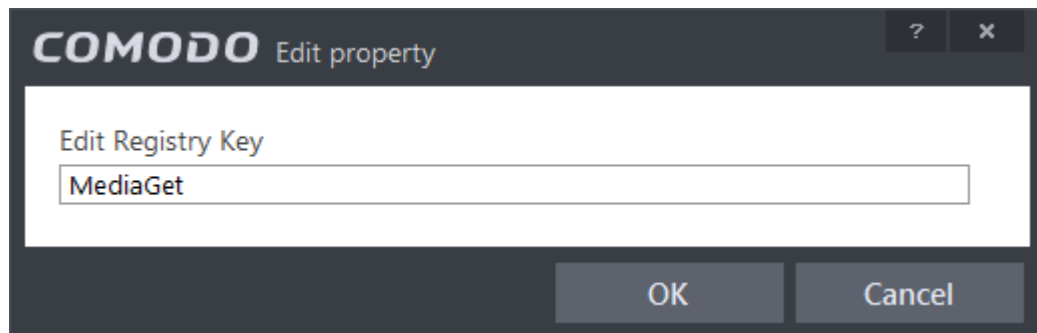 COMODO Edit property ? ×
Edit Registry Key
MediaGet
OK Cancel